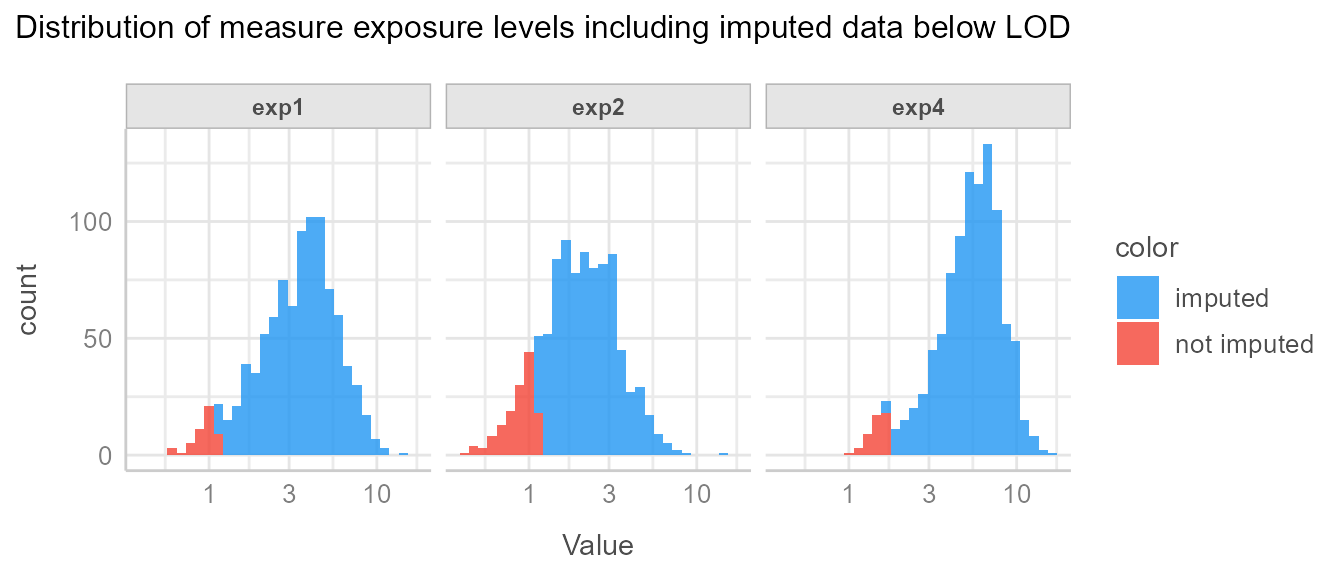 Distribution of measure exposure levels including imputed data below LOD
exp1 exp2 exp4
100
50
0
count
1 3 10 1 3 10 1 3 10
Value
color
imputed
not imputed